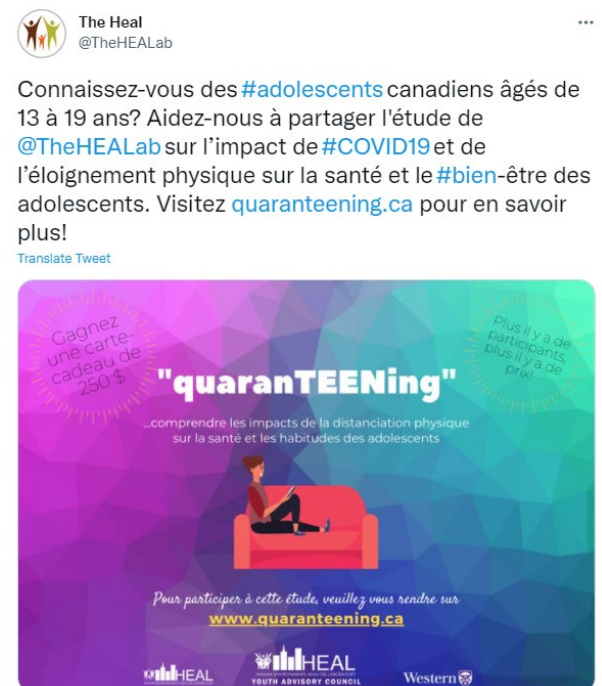 The Heal
@TheHEALab
Connaissez-vous des #adolescents canadiens âgés de
13 à 19 ans? Aidez-nous à partager l'étude de
@TheHEALab sur l’impact de #COVID19 et de
l’éloignement physique sur la santé et le #bien-être des
adolescents. Visitez quaranteening.ca pour en savoir
plus!
Translate Tweet
Gagnez
une carte-
cadeau de
250 $
Plus il y a de
participants,
plus il y a de
prix!
"quaranTEENing"
...comprendre les impacts de la distanciation physique
sur la santé et les habitudes des adolescents
Pour participer à cette étude, veuillez vous rendre sur
www.quaranteening.ca
HEAL
HEAL
YOUTH ADVISORY COUNCIL
Western